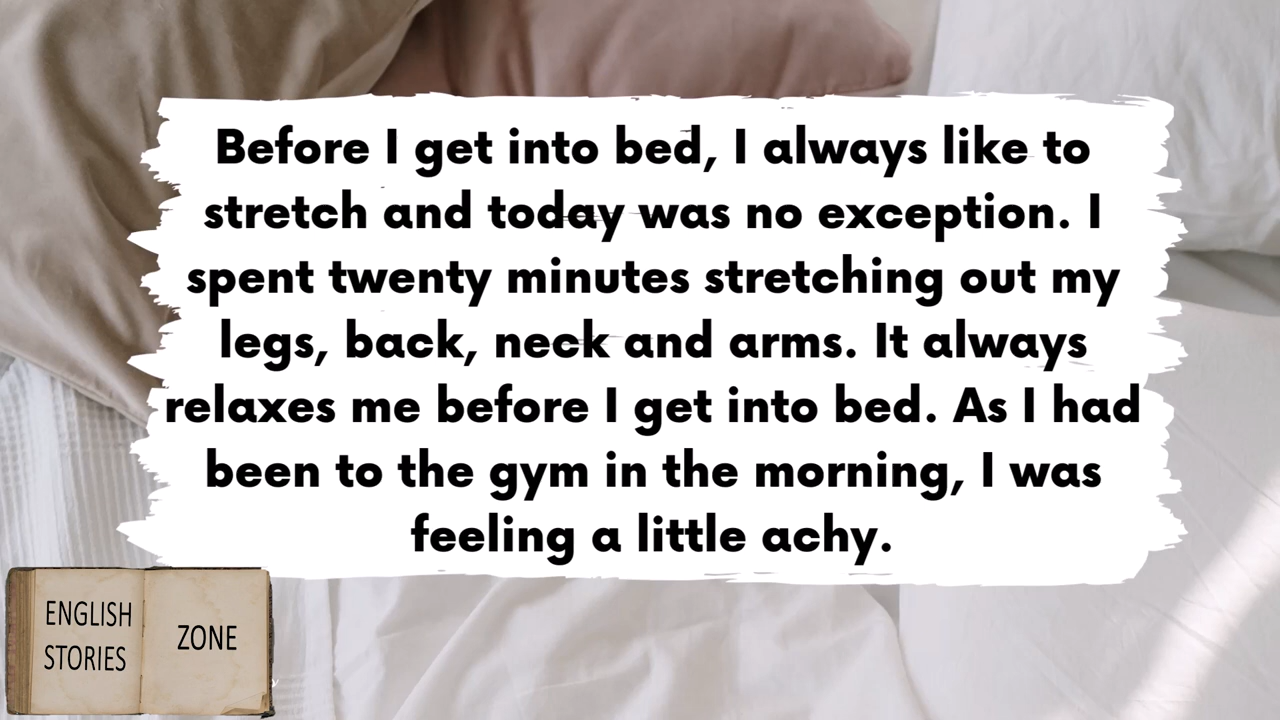 Before I get into bed, I always like to
stretch and today was no exception. I
spent twenty minutes stretching out my
legs, back, neck and arms. It always
relaxes me before I get into bed. As I had
been to the gym in the morning, I was
feeling a little achy.
ENGLISH
STORIES
ZONE